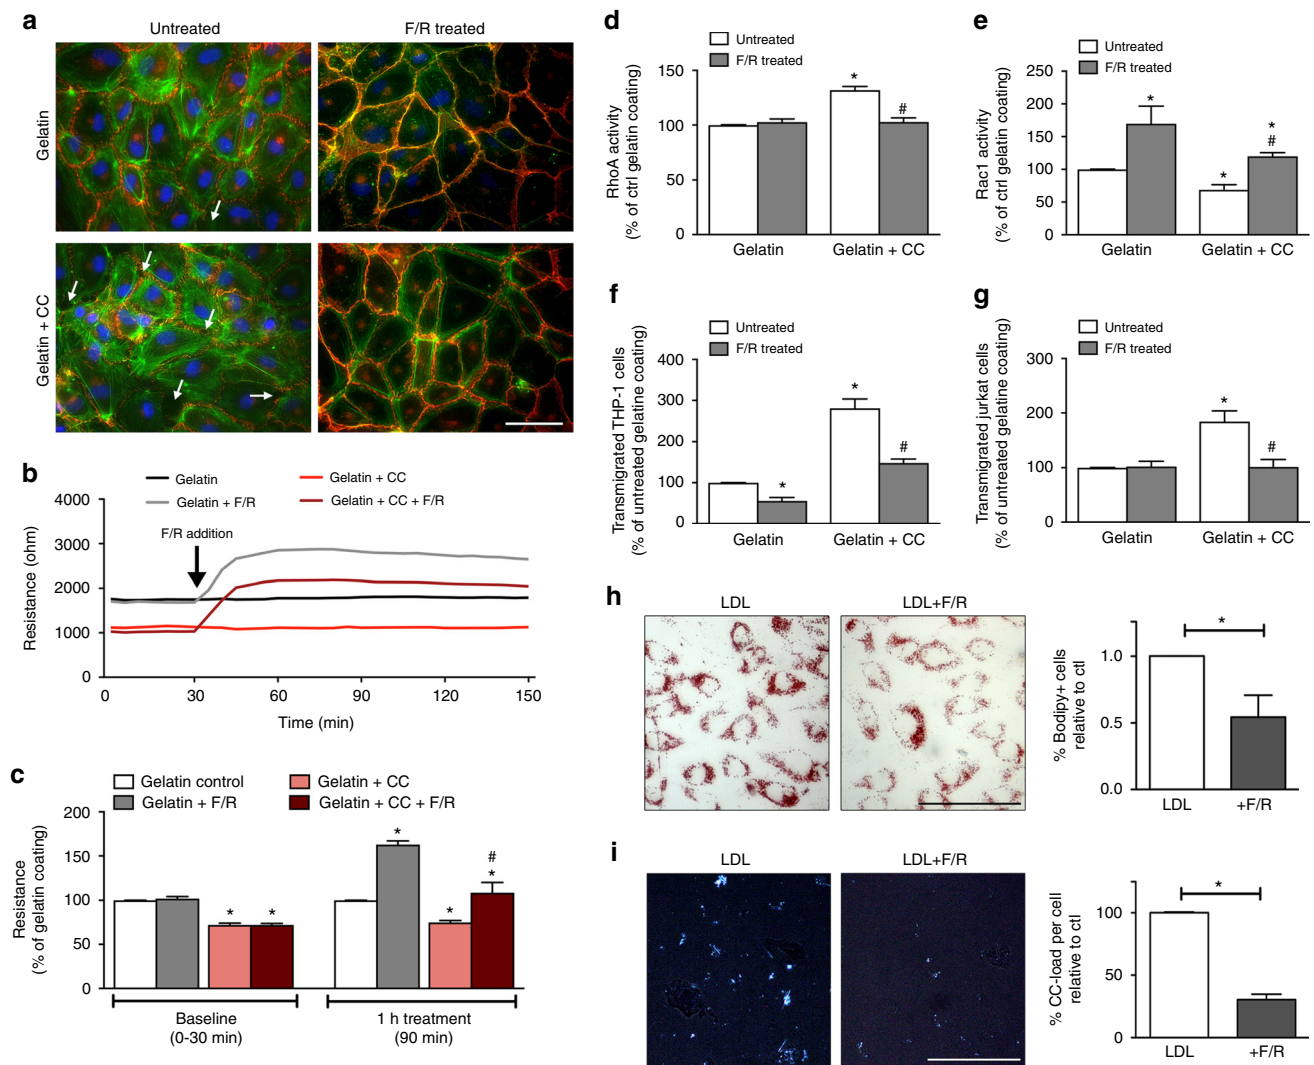 a
Untreated
F/R treated
Gelatin
Gelatin + CC
b
Gelatin
Gelatin + CC
Gelatin + F/R
Gelatin + CC + F/R
F/R addition
Resistance (ohm)
4000
3000
2000
1000
0
0
30
60
90
120
150
Time (min)
c
Gelatin control
Gelatin + CC
Gelatin + F/R
Gelatin + CC + F/R
Resistance
(% of gelatin coating)
200
150
100
50
0
* * * * # *
Baseline
(0-30 min)
1 h treatment
(90 min)
d
Untreated
F/R treated
RhoA activity
(% of ctrl gelatin coating)
150
100
50
0
* #
Gelatin
Gelatin + CC
e
Untreated
F/R treated
Rac1 activity
(% of ctrl gelatin coating)
250
200
150
100
50
0
* * * #
Gelatin
Gelatin + CC
f
Untreated
F/R treated
Transmigrated THP-1 cells
(% of untreated gelatine coating)
400
300
200
100
0
* * #
Gelatin
Gelatin + CC
g
Untreated
F/R treated
Transmigrated jurkat cells
(% of untreated gelatine coating)
300
200
100
0
* #
Gelatin
Gelatin + CC
h
LDL
LDL+F/R
% Bodipy+ cells
relative to ctl
1.0
0.5
0.0
*
LDL
+F/R
i
LDL
LDL+F/R
% CC-load per cell
relative to ctl
100
50
0
*
LDL
+F/R